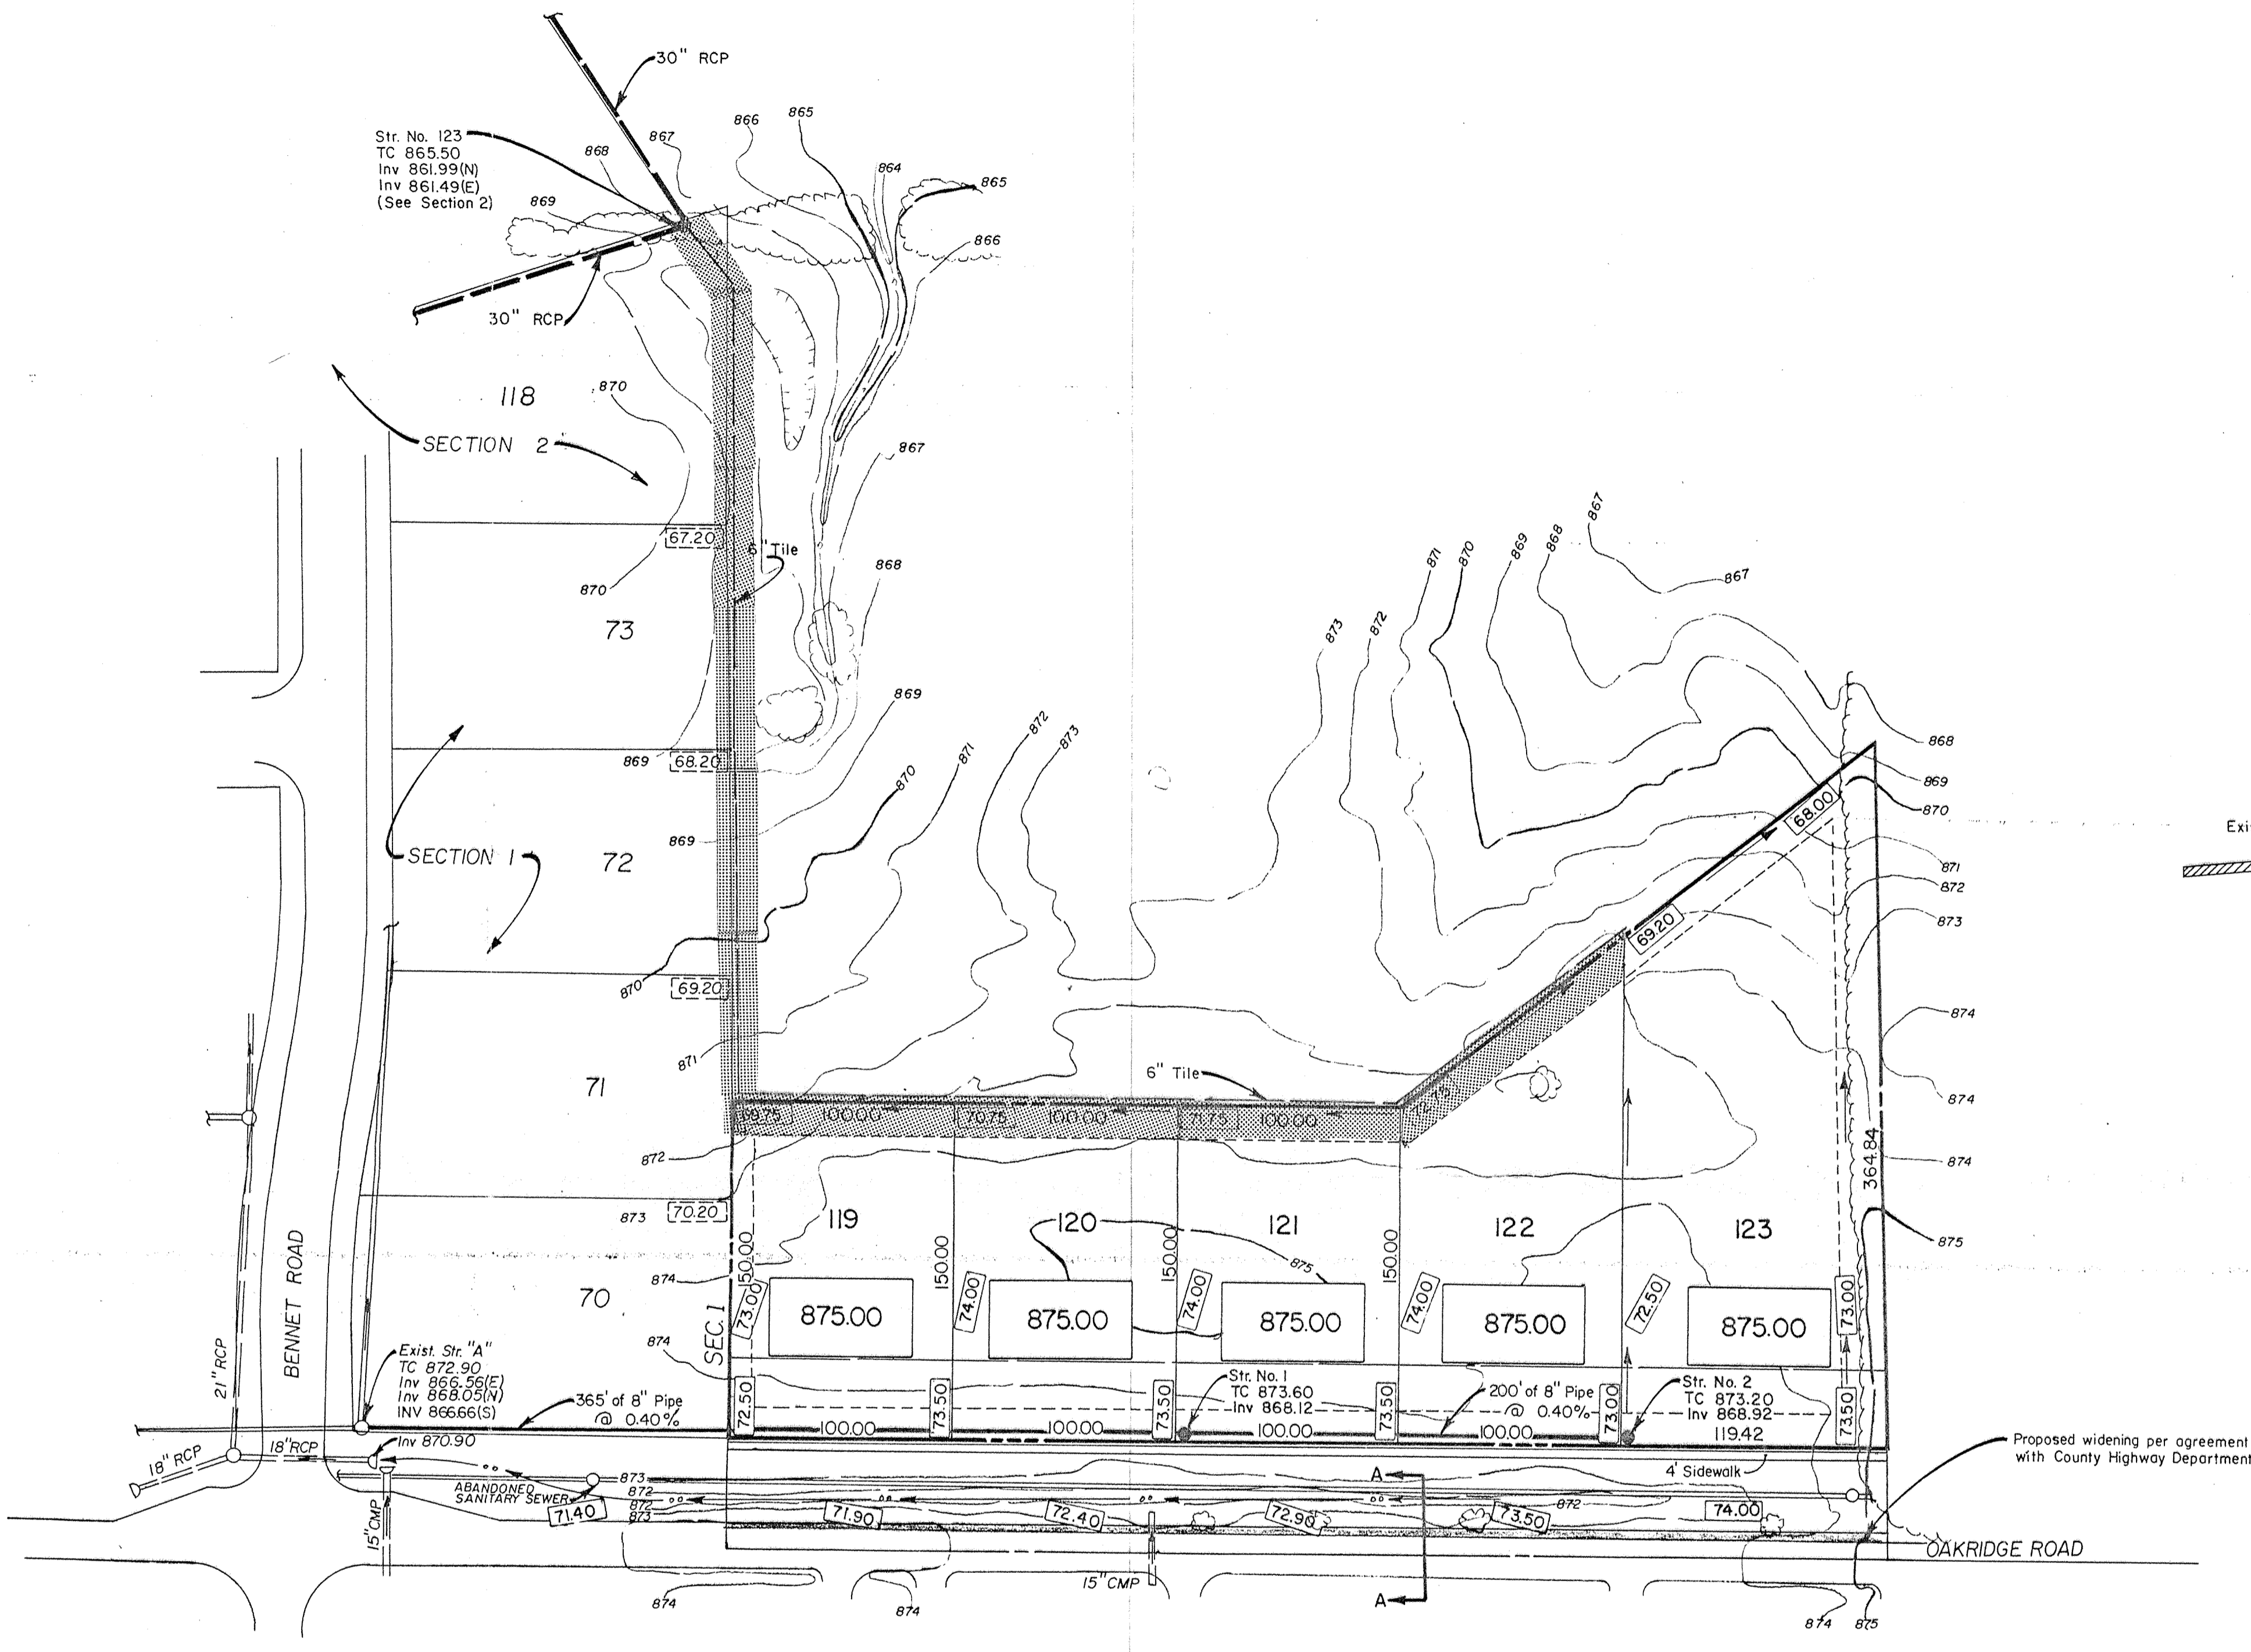 30" RCP
Str. No. 123
TC 865.50
Inv 861.99(N)
Inv 861.49(E)
(See Section 2)
869
868
867
866
865
864
865
866
30" RCP
118
870
SECTION 2
867
67.20
6" Tile
870
868
73
867
868
869
870
871
872
873
867
869
872
873
871
870
869
68.20
868
869
870
68.00
SECTION 1
72
869
871
872
873
Exi
69.20
870
69.20
874
871
6" Tile
71
69.75
100.00
70.75
100.00
71.75
100.00
72.75
874
872
874
364.84
873
70.20
119
120
121
122
123
875
150.00
150.00
150.00
150.00
875
874
73.00
74.00
74.00
74.00
72.50
73.00
70
875.00
875.00
875.00
875.00
875.00
SEC. 1
BENNET ROAD
21" RCP
874
Exist. Str. "A"
TC 872.90
Inv 866.56(E)
Inv 868.05(N)
INV 866.66(S)
365' of 8" Pipe
@ 0.40%
72.50
73.50
73.50
73.50
73.00
73.50
Str. No. 1
TC 873.60
Inv 868.12
200' of 8" Pipe
@ 0.40%
Str. No. 2
TC 873.20
Inv 868.92
119.42
100.00
100.00
100.00
100.00
Inv 870.90
18" RCP
18"RCP
Proposed widening per agreement
with County Highway Department
4' Sidewalk
A
ABANDONED
SANITARY SEWER
873
872
872
873
872
71.40
71.90
72.40
72.90
73.50
74.00
15"CMP
OAKRIDGE ROAD
15"CMP
A
874
874
874
875